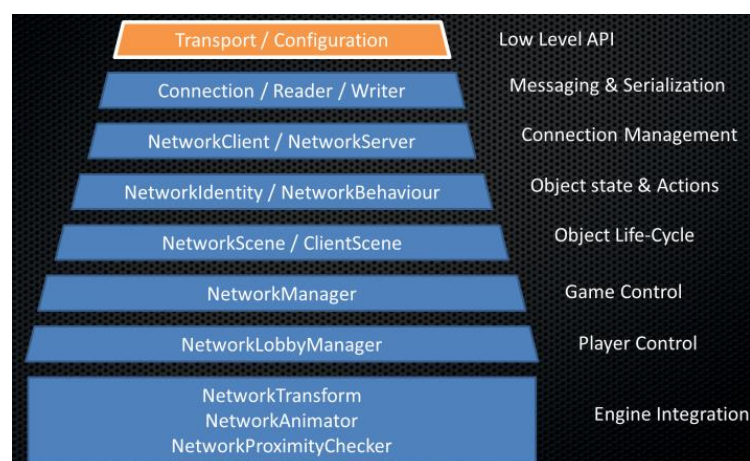 Transport / Configuration Low Level API
Connection / Reader / Writer Messaging & Serialization
NetworkClient / NetworkServer Connection Management
NetworkIdentity / NetworkBehaviour Object state & Actions
NetworkScene / ClientScene Object Life-Cycle
NetworkManager Game Control
NetworkLobbyManager Player Control
NetworkTransform
NetworkAnimator Engine Integration
NetworkProximityChecker